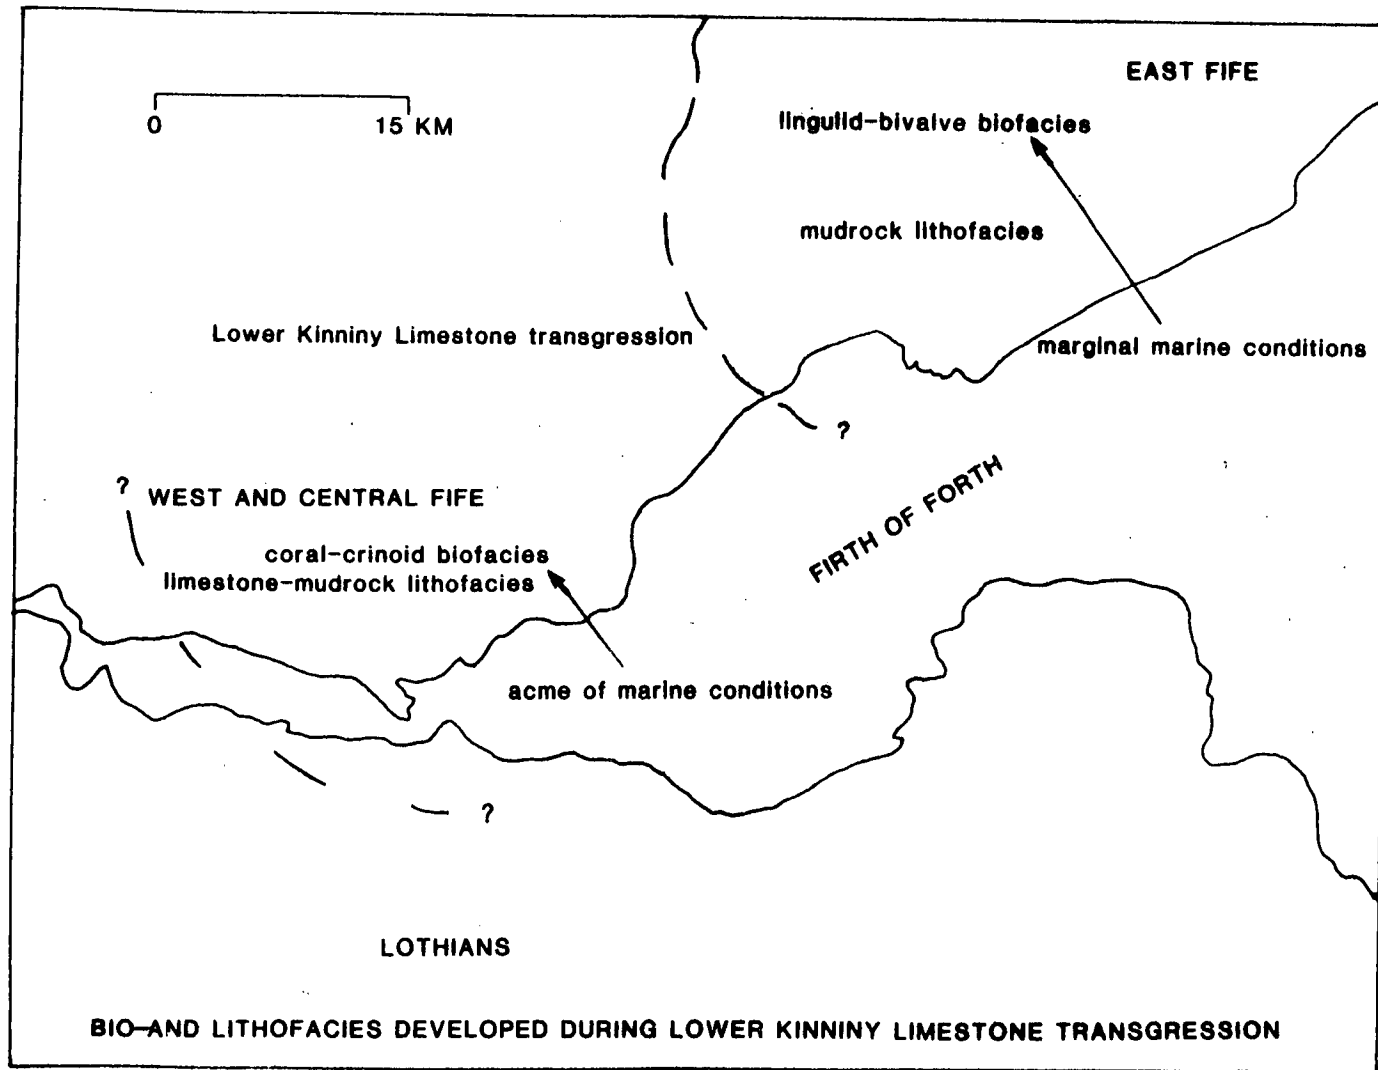 EAST FIFE
0 15 KM
lingulid-bivalve biofacies
mudrock lithofacies
Lower Kinniny Limestone transgression
marginal marine conditions
?
FIRTH OF FORTH
?
WEST AND CENTRAL FIFE
coral-crinoid biofacies
limestone-mudrock lithofacies
acme of marine conditions
?
LOTHIANS
BIO-AND LITHOFACIES DEVELOPED DURING LOWER KINNINY LIMESTONE TRANSGRESSION